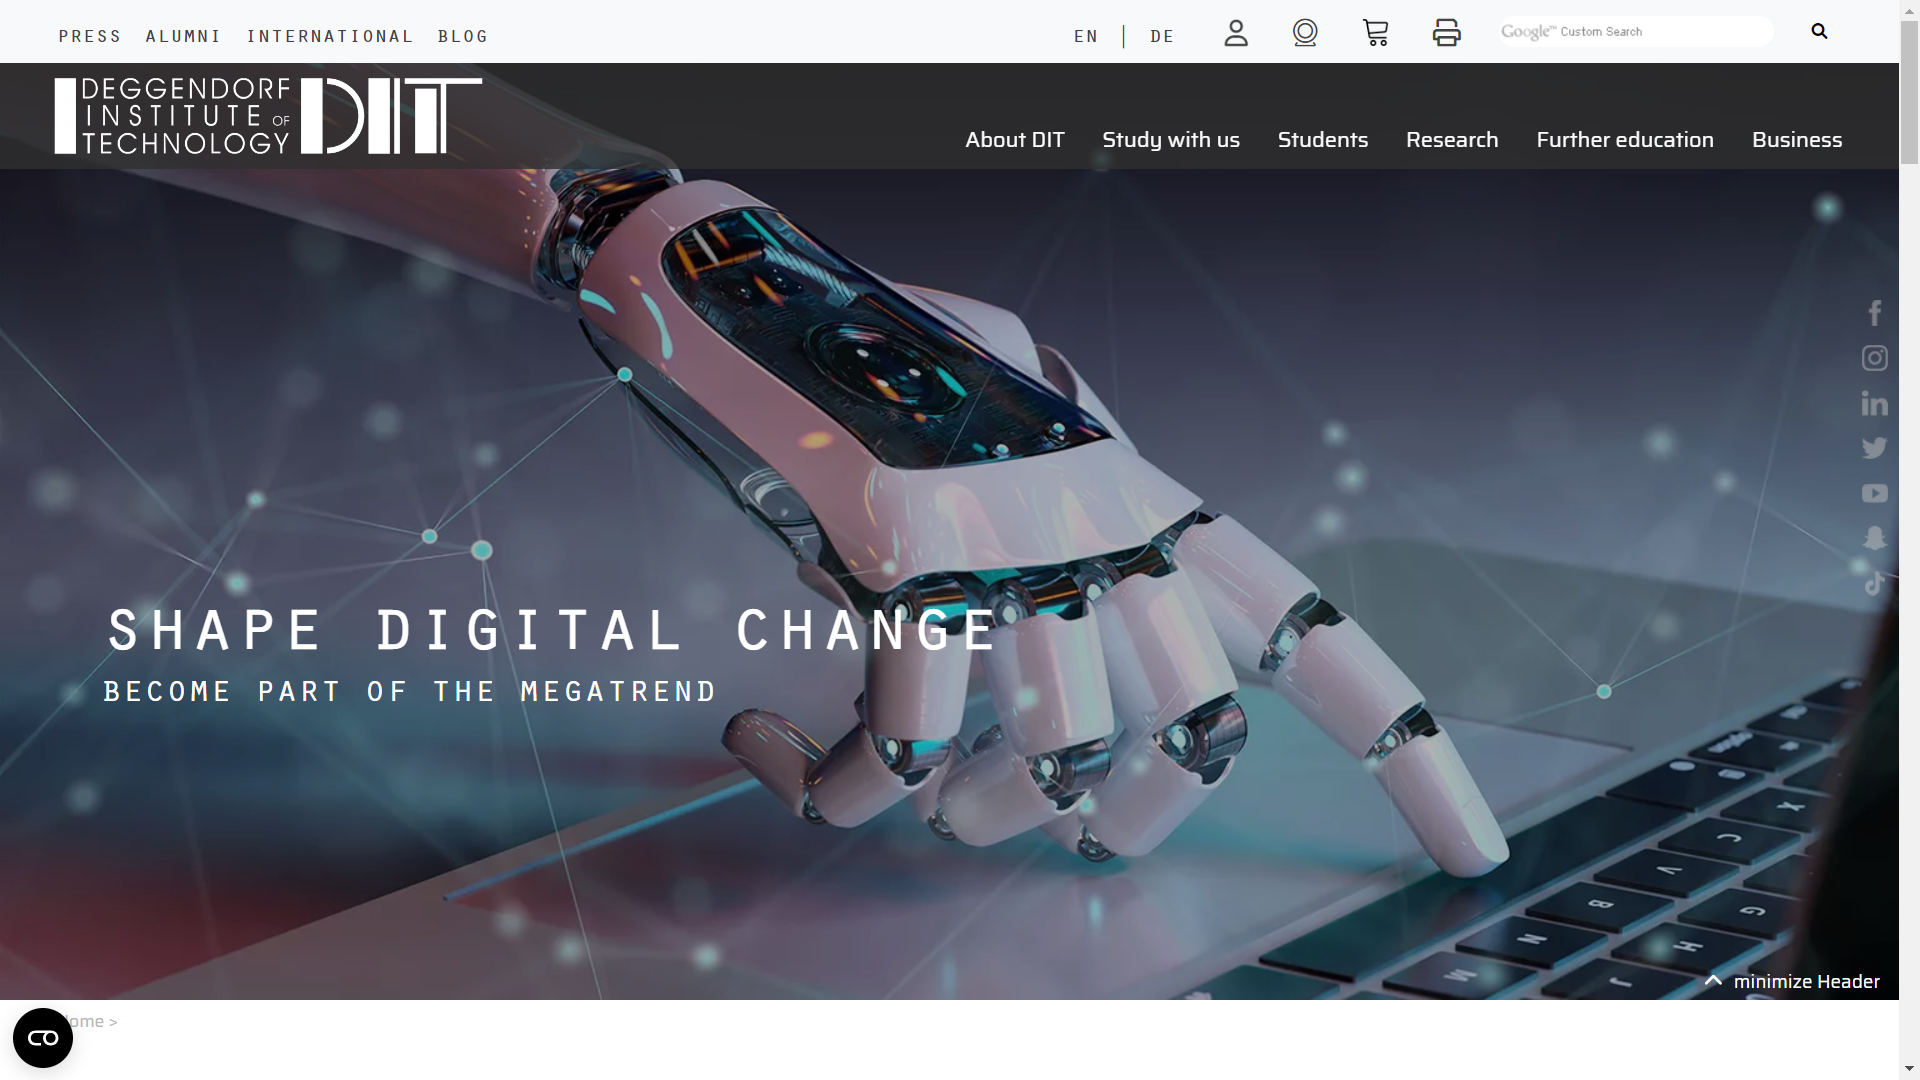 PRESS ALUMNI INTERNATIONAL BLOG EN | DE Google™ Custom Search
DEGGENDORF
INSTITUTE OF
TECHNOLOGY
DIT
About DIT Study with us Students Research Further education Business
SHAPE DIGITAL CHANGE
BECOME PART OF THE MEGATREND
minimize Header
ome >